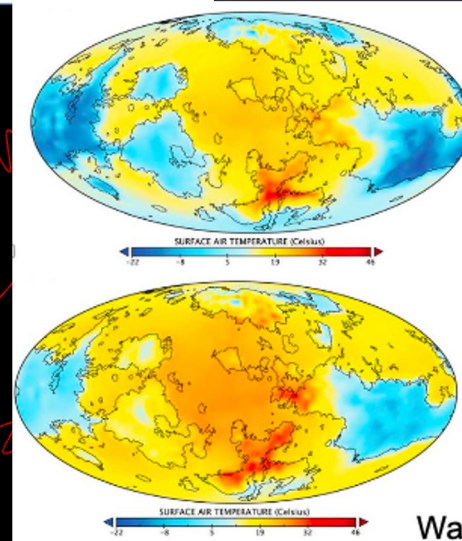 SURFACE AIR TEMPERATURE (Celsius)
-22 -8 5 19 32 46
SURFACE AIR TEMPERATURE (Celsius)
-22 -8 5 19 32 46
Wa